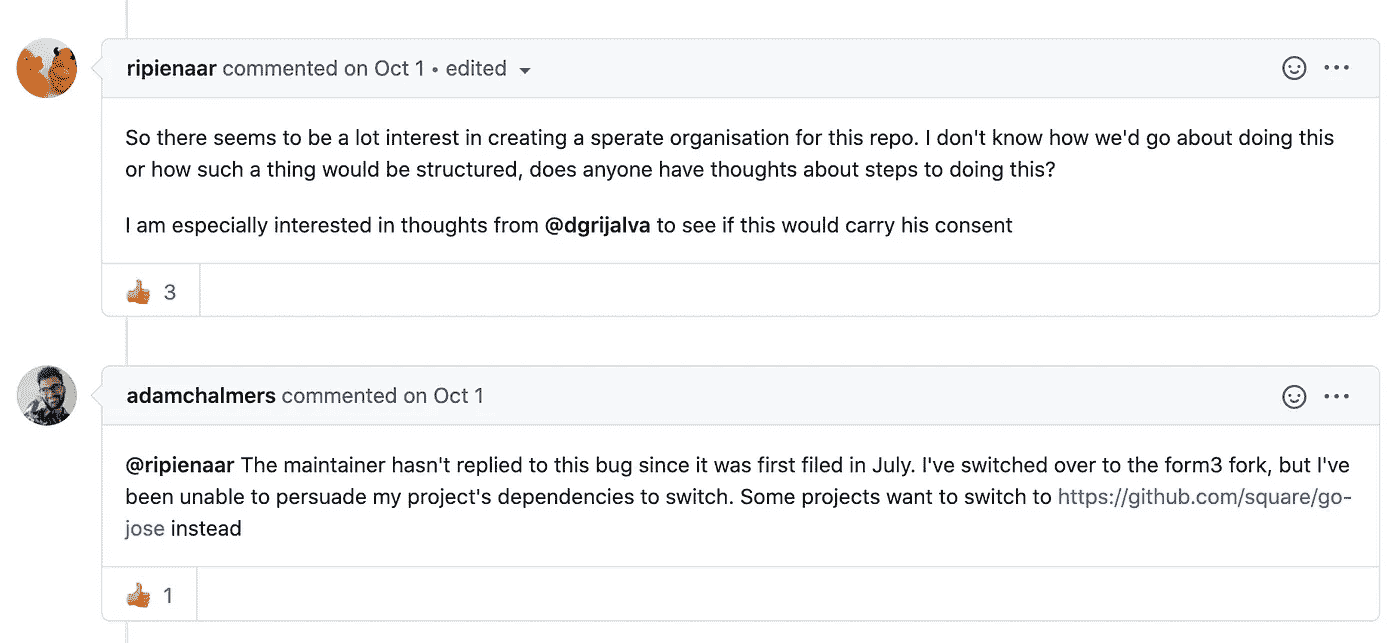 ripienaar commented on Oct 1 • edited
So there seems to be a lot interest in creating a sperate organisation for this repo. I don't know how we'd go about doing this
or how such a thing would be structured, does anyone have thoughts about steps to doing this?
I am especially interested in thoughts from @dgrijalva to see if this would carry his consent
3
adamchalmers commented on Oct 1
@ripienaar The maintainer hasn't replied to this bug since it was first filed in July. I've switched over to the form3 fork, but I've
been unable to persuade my project's dependencies to switch. Some projects want to switch to https://github.com/square/go-
jose instead
1